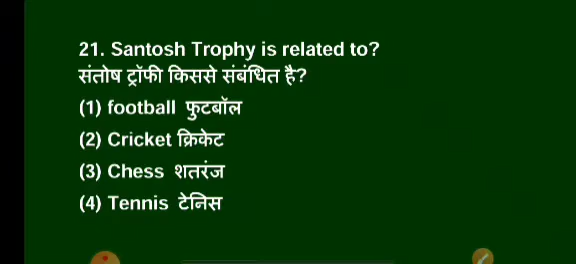 21. Santosh Trophy is related to?
संतोष ट्रॉफी किससे संबंधित है?
(1) football फुटबॉल
(2) Cricket क्रिकेट
(3) Chess शतरंज
(4) Tennis टेनिस